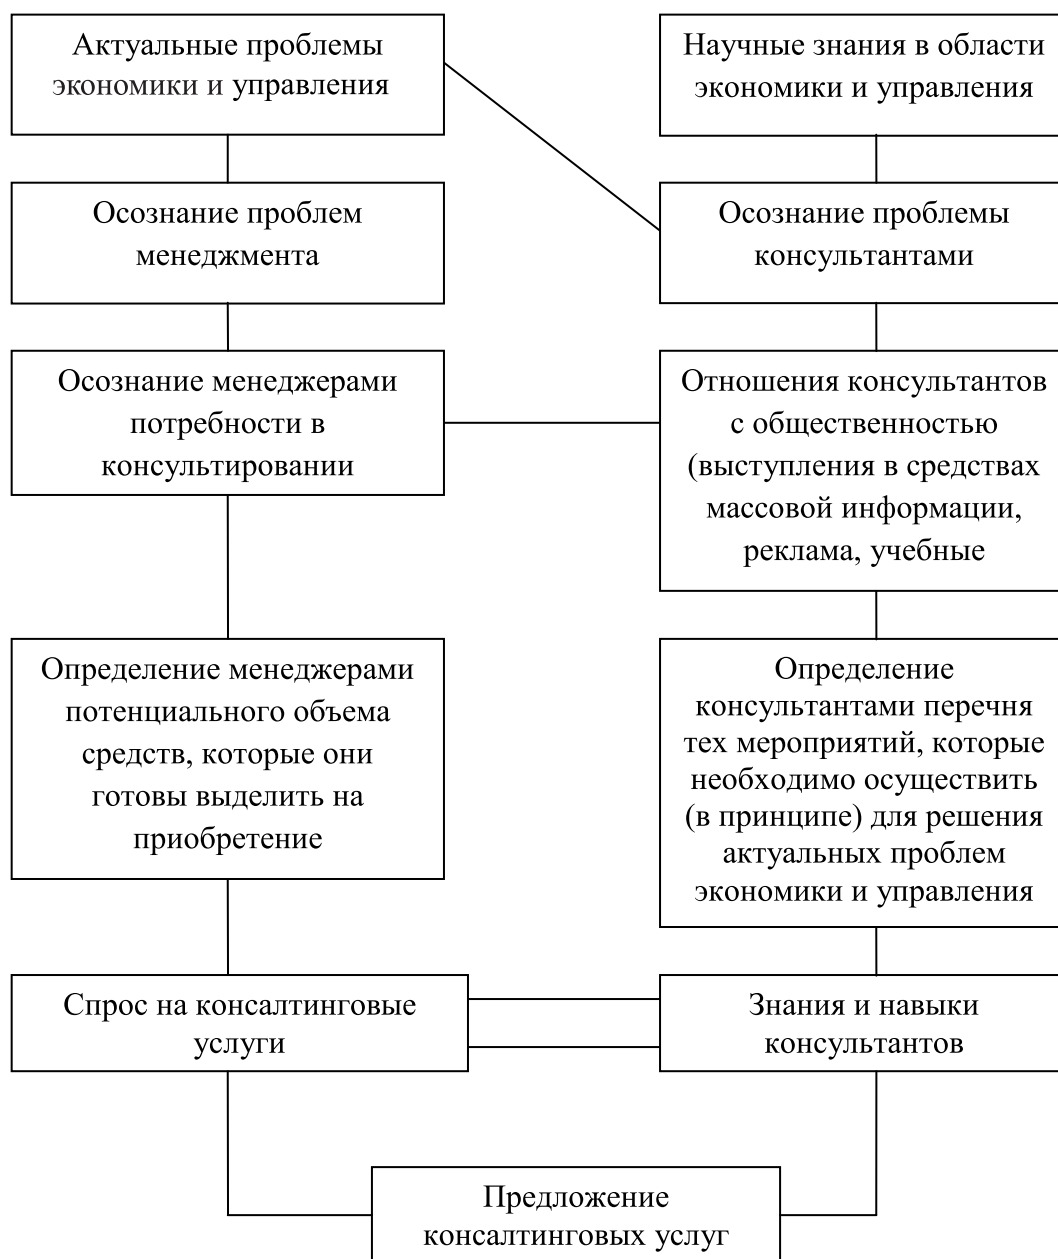 Актуальные проблемы
экономики и управления
Научные знания в области
экономики и управления
Осознание проблем
менеджмента
Осознание проблемы
консультантами
Осознание менеджерами
потребности в
консультировании
Отношения консультантов
с общественностью
(выступления в средствах
массовой информации,
реклама, учебные
Определение менеджерами
потенциального объема
средств, которые они
готовы выделить на
приобретение
Определение
консультантами перечня
тех мероприятий, которые
необходимо осуществить
(в принципе) для решения
актуальных проблем
экономики и управления
Спрос на консалтинговые
услуги
Знания и навыки
консультантов
Предложение
консалтинговых услуг